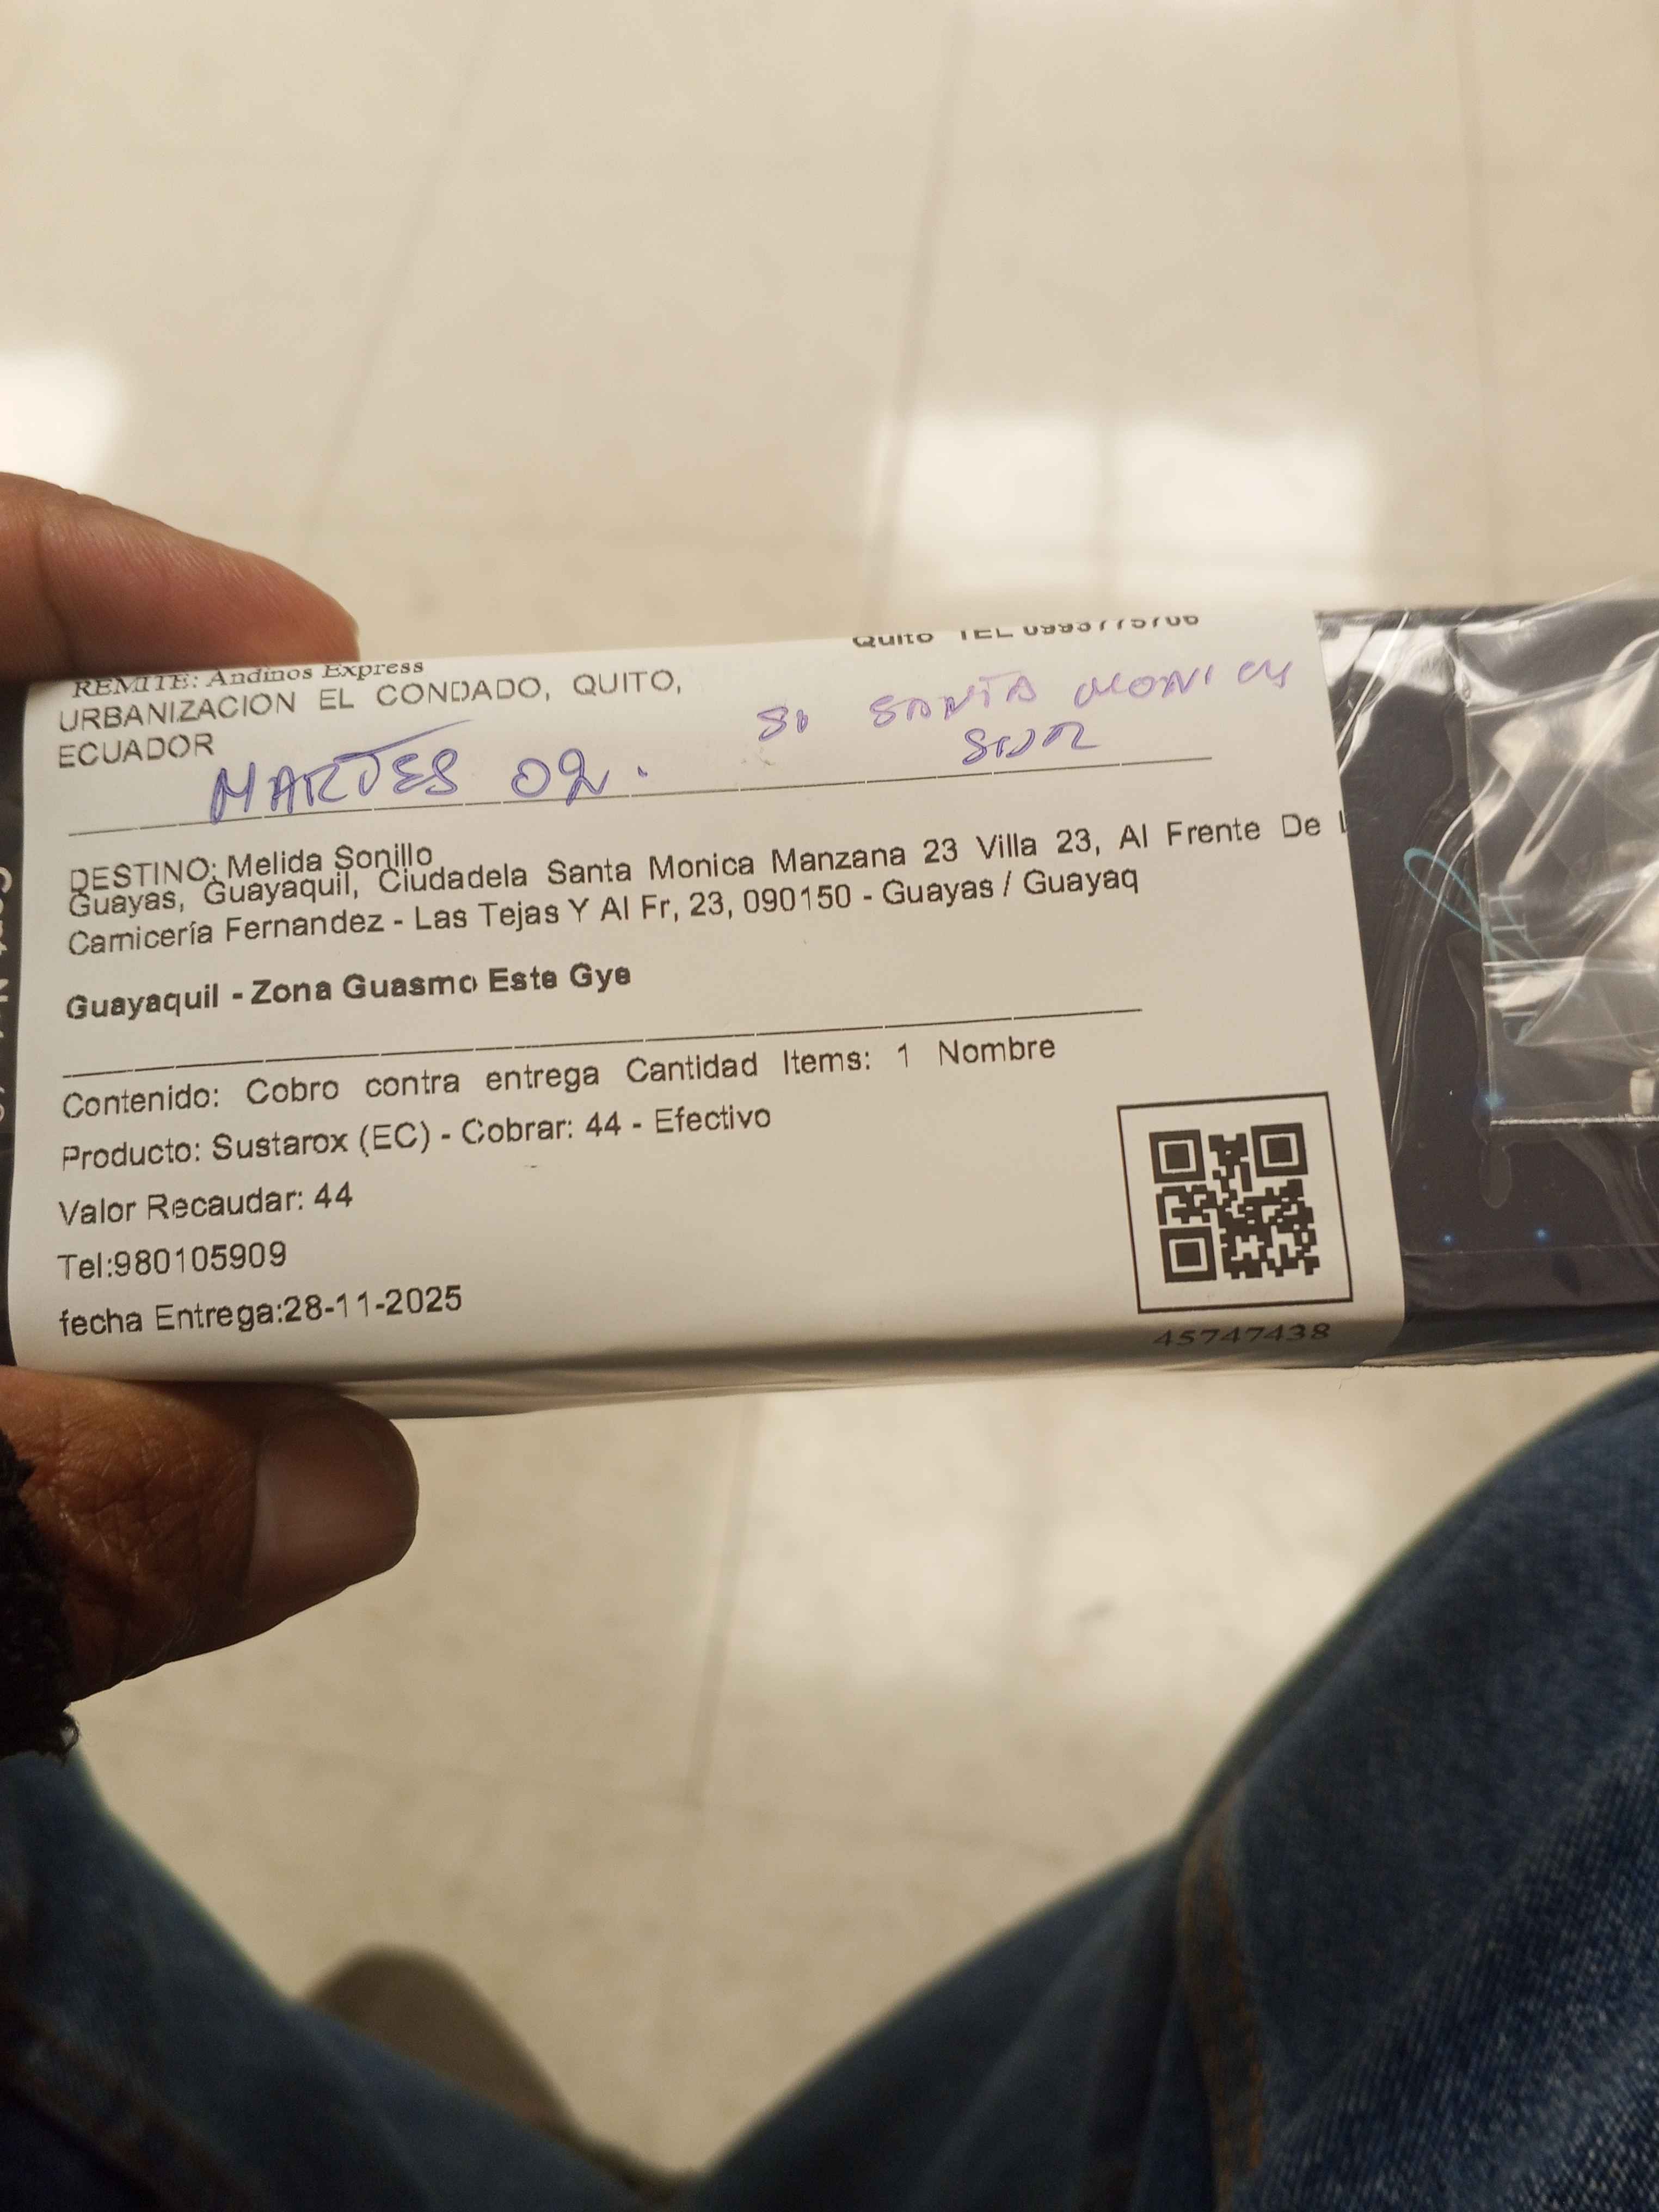 REMITE: Andinos Express
Quito TEL 0993775706
URBANIZACION EL CONDADO, QUITO,
ECUADOR
SANTA MONICA
SUR
MARTES 02.
DESTINO: Melida Sonillo
Guayas, Guayaquil, Ciudadela Santa Monica Manzana 23 Villa 23, Al Frente De
Carnicería Fernandez - Las Tejas Y Al Fr, 23, 090150 - Guayas / Guayaq
Guayaquil - Zona Guasmo Este Gye
Contenido: Cobro contra entrega Cantidad Items: 1 Nombre
Producto: Sustarox (EC) - Cobrar: 44 - Efectivo
Valor Recaudar: 44
Tel:980105909
fecha Entrega:28-11-2025
45747438